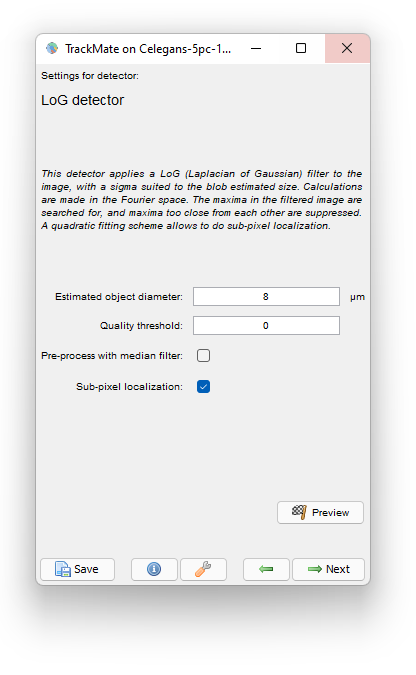 TrackMate on Celegans-5pc-1...
Settings for detector:
LoG detector
This detector applies a LoG (Laplacian of Gaussian) filter to the
image, with a sigma suited to the blob estimated size. Calculations
are made in the Fourier space. The maxima in the filtered image are
searched for, and maxima too close from each other are suppressed.
A quadratic fitting scheme allows to do sub-pixel localization.
Estimated object diameter: 8 µm
Quality threshold: 0
Pre-process with median filter:
Sub-pixel localization:
Preview
Save Next